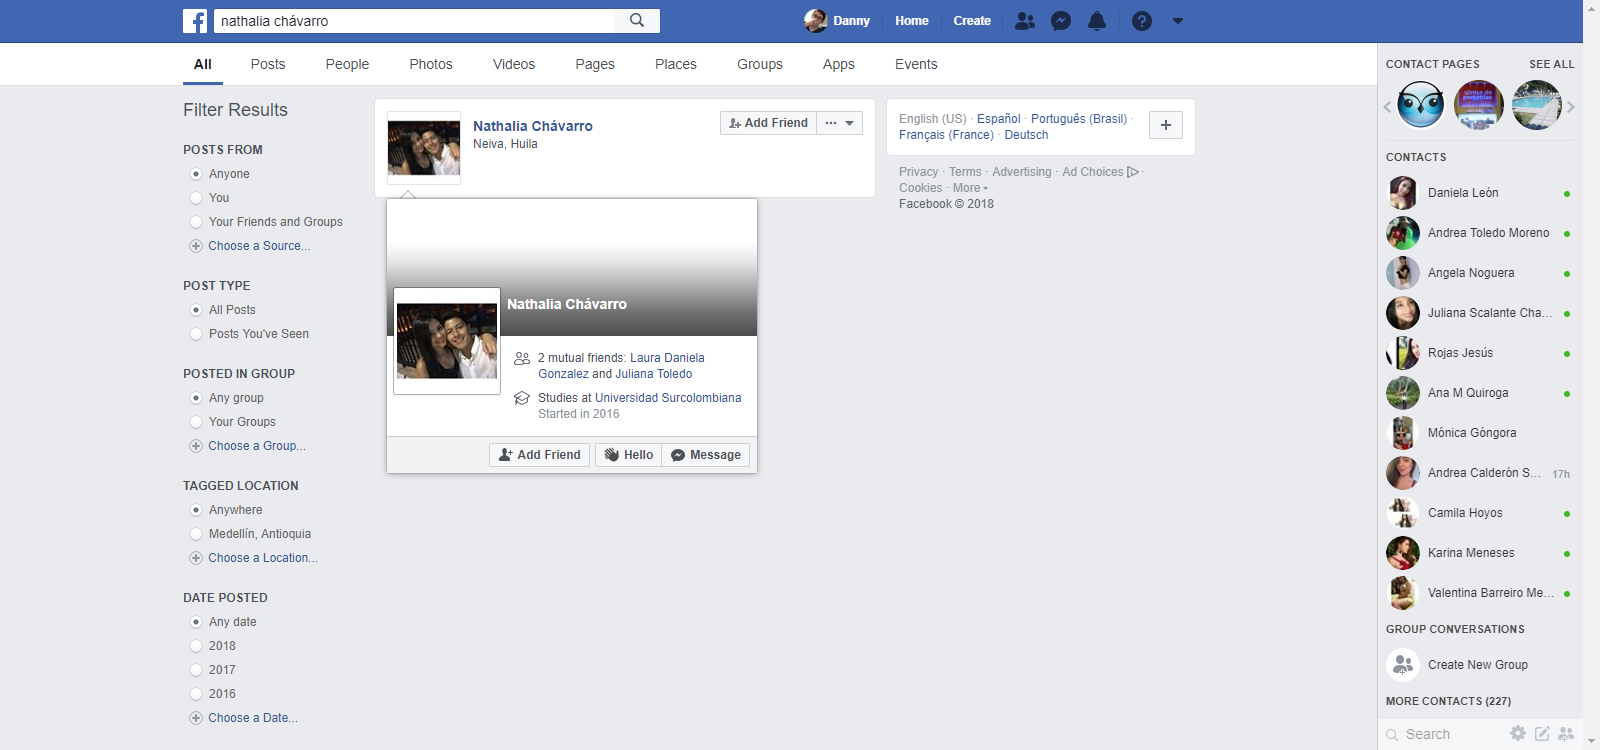 nathalia chávarro
Danny
Home
Create
All
Posts
People
Photos
Videos
Pages
Places
Groups
Apps
Events
Filter Results
POSTS FROM
Anyone
You
Your Friends and Groups
Choose a Source...
POST TYPE
All Posts
Posts You've Seen
POSTED IN GROUP
Any group
Your Groups
Choose a Group...
TAGGED LOCATION
Anywhere
Medellín, Antioquia
Choose a Location...
DATE POSTED
Any date
2018
2017
2016
Choose a Date...
Nathalia Chávarro
Neiva, Huila
Add Friend
Nathalia Chávarro
2 mutual friends: Laura Daniela
Gonzalez and Juliana Toledo
Studies at Universidad Surcolombiana
Started in 2016
Add Friend
Hello
Message
English (US) · Español · Português (Brasil) ·
Français (France) · Deutsch
Privacy · Terms · Advertising · Ad Choices ·
Cookies · More
Facebook © 2018
CONTACT PAGES
SEE ALL
CONTACTS
Daniela León
Andrea Toledo Moreno
Angela Noguera
Juliana Scalante Cha...
Rojas Jesús
Ana M Quiroga
Mónica Góngora
Andrea Calderón S... 17h
Camila Hoyos
Karina Meneses
Valentina Barreiro Me...
GROUP CONVERSATIONS
Create New Group
MORE CONTACTS (227)
Search